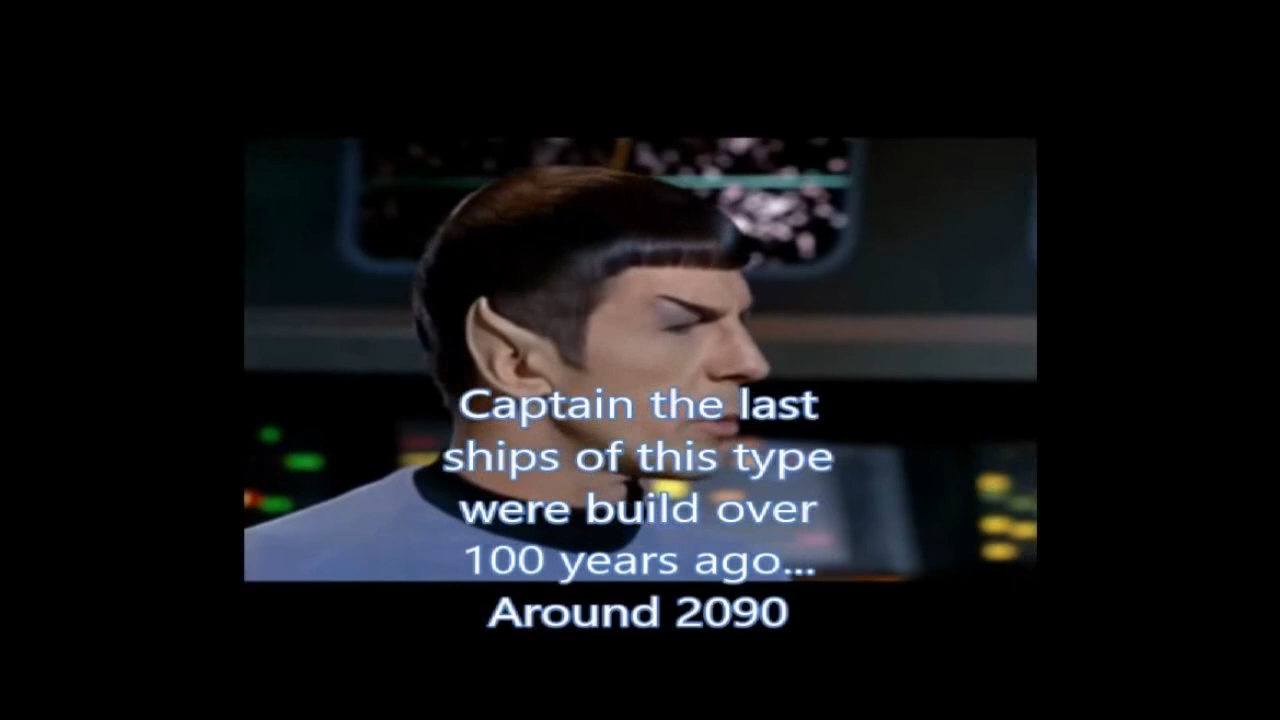 Captain the last
ships of this type
were build over
100 years ago...
Around 2090